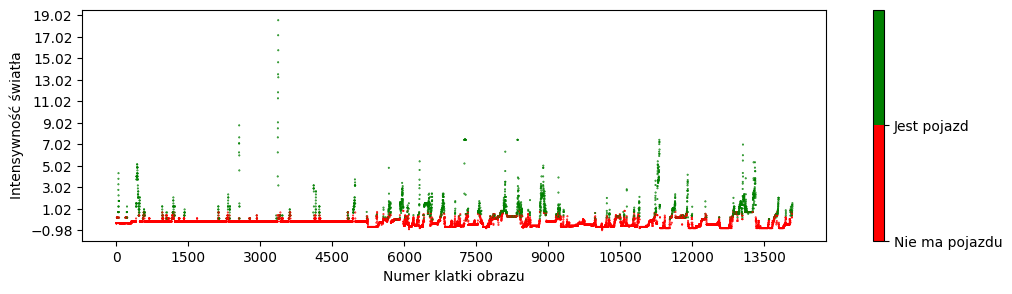 19.02
17.02
15.02
13.02
11.02
9.02
7.02
5.02
3.02
1.02
−0.98
Intensywność światła
0 1500 3000 4500 6000 7500 9000 10500 12000 13500
Numer klatki obrazu
Jest pojazd
Nie ma pojazdu